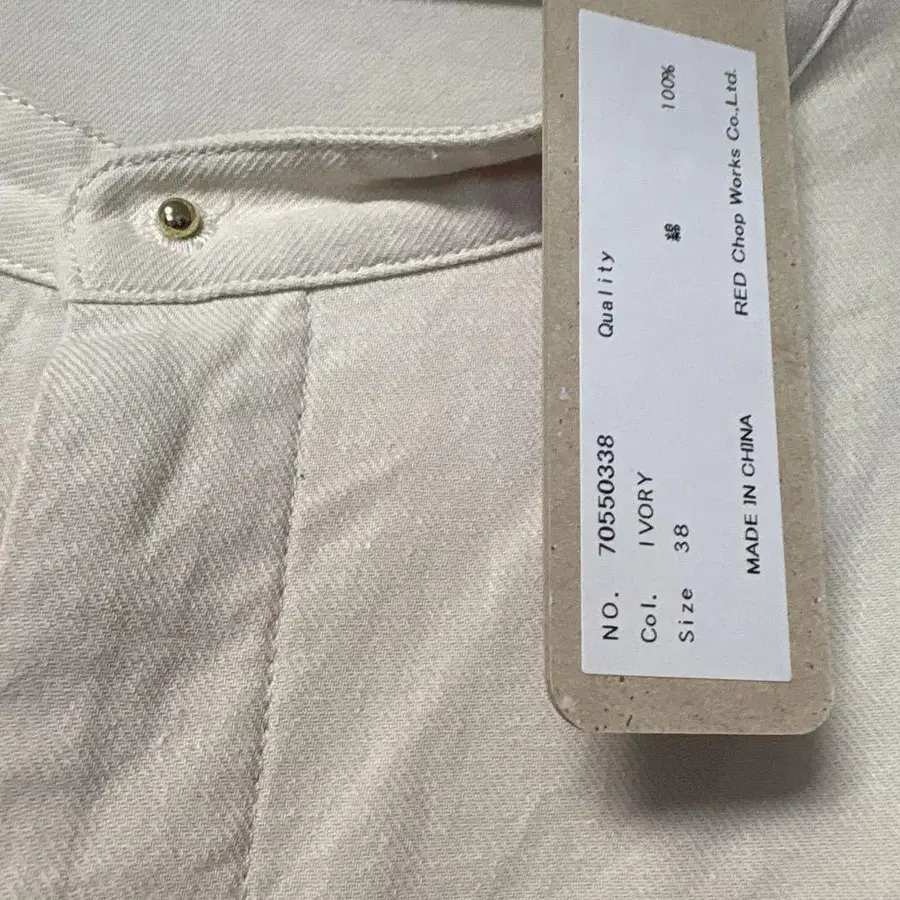 NO. 70550338
Col. IVORY
Size 38
Quality
綿 100%
MADE IN CHINA
RED Chop Works Co.,Ltd.